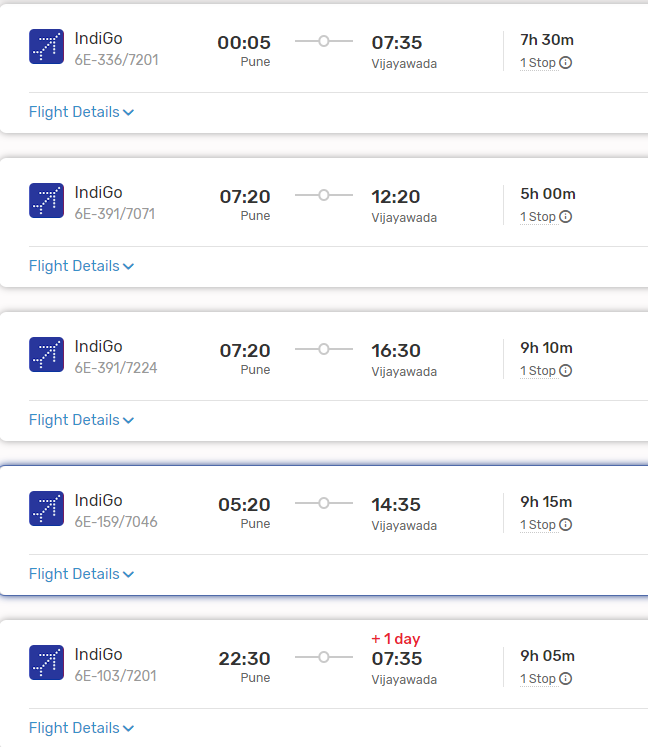 IndiGo
6E-336/7201
00:05
Pune
07:35
Vijayawada
7h 30m
1 Stop
Flight Details
IndiGo
6E-391/7071
07:20
Pune
12:20
Vijayawada
5h 00m
1 Stop
Flight Details
IndiGo
6E-391/7224
07:20
Pune
16:30
Vijayawada
9h 10m
1 Stop
Flight Details
IndiGo
6E-159/7046
05:20
Pune
14:35
Vijayawada
9h 15m
1 Stop
Flight Details
IndiGo
6E-103/7201
22:30
Pune
+ 1 day
07:35
Vijayawada
9h 05m
1 Stop
Flight Details